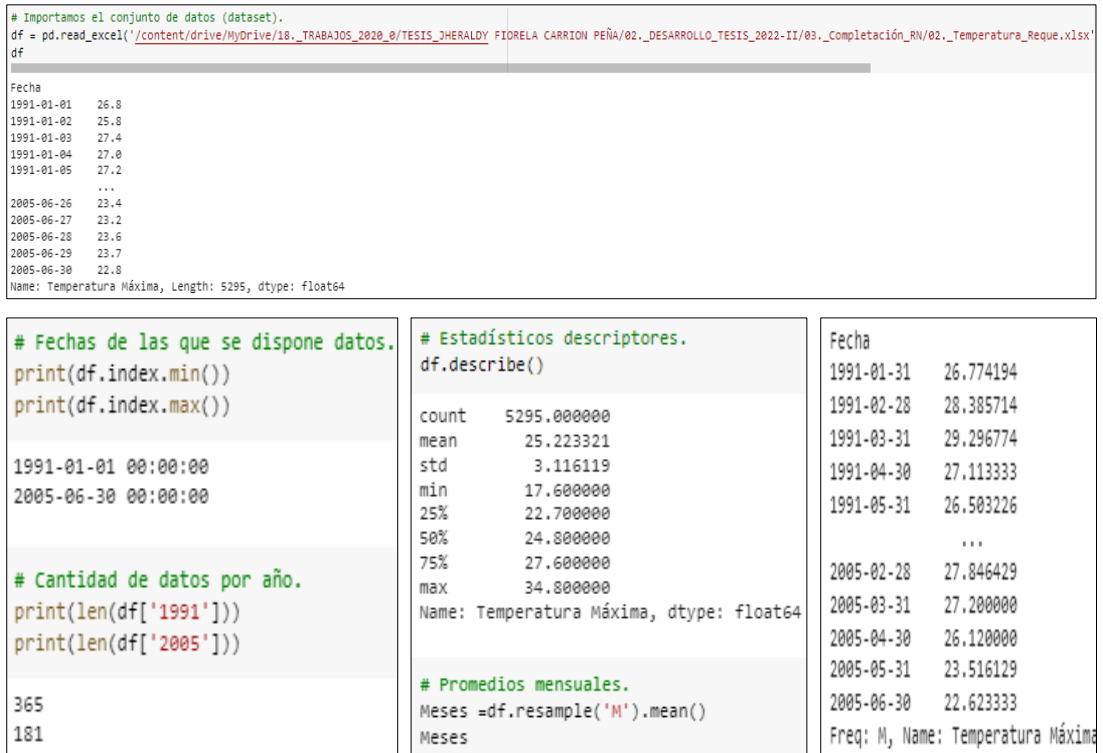 # Importamos el conjunto de datos (dataset).
df = pd.read_excel('/content/drive/MyDrive/18._TRABAJOS_2020_0/TESIS_JHERALDY FIORELA CARRION PEÑA/02._DESARROLLO_TESIS_2022-II/03._Completación_RN/02._Temperatura_Reque.xlsx'
df
Fecha
1991-01-01 26.8
1991-01-02 25.8
1991-01-03 27.4
1991-01-04 27.0
1991-01-05 27.2
...
2005-06-26 23.4
2005-06-27 23.2
2005-06-28 23.6
2005-06-29 23.7
2005-06-30 22.8
Name: Temperatura Máxima, Length: 5295, dtype: float64
# Fechas de las que se dispone datos.
print(df.index.min())
print(df.index.max())
1991-01-01 00:00:00
2005-06-30 00:00:00
# Cantidad de datos por año.
print(len(df['1991']))
print(len(df['2005']))
365
181
# Estadísticos descriptores.
df.describe()
count 5295.000000
mean 25.223321
std 3.116119
min 17.600000
25% 22.700000
50% 24.800000
75% 27.600000
max 34.800000
Name: Temperatura Máxima, dtype: float64
# Promedios mensuales.
Meses =df.resample('M').mean()
Meses
Fecha
1991-01-31 26.774194
1991-02-28 28.385714
1991-03-31 29.296774
1991-04-30 27.113333
1991-05-31 26.503226
...
2005-02-28 27.846429
2005-03-31 27.200000
2005-04-30 26.120000
2005-05-31 23.516129
2005-06-30 22.623333
Freq: M, Name: Temperatura Máxima